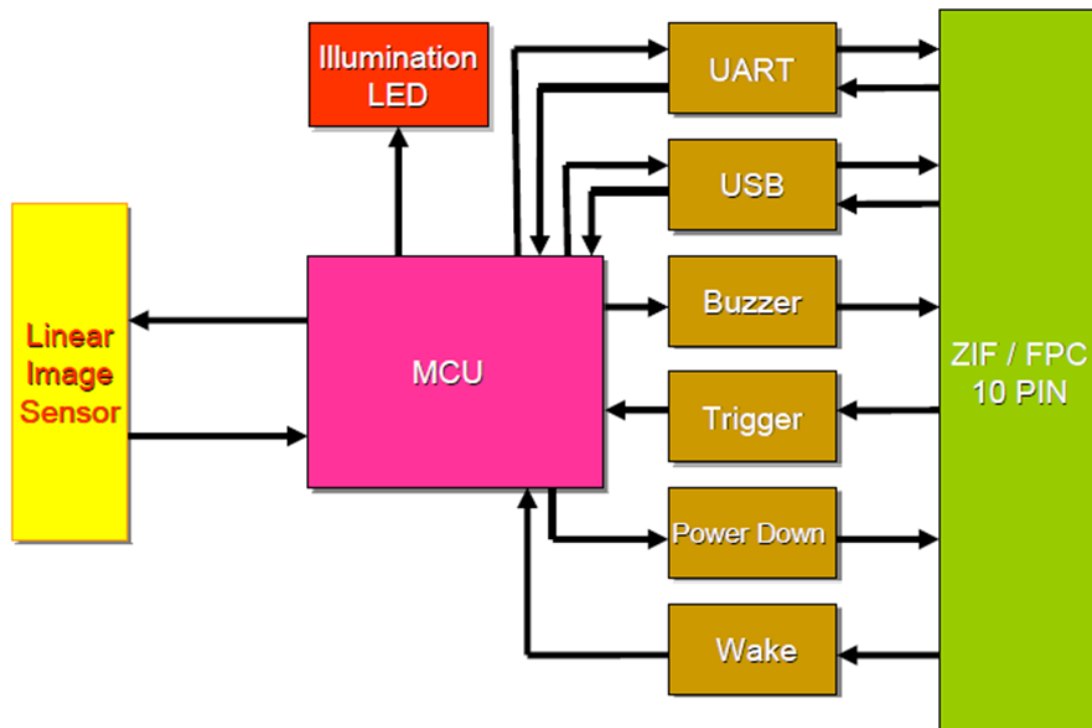 Illumination
LED
UART
USB
Linear
Image
Sensor
MCU
Buzzer
Trigger
Power Down
Wake
ZIF / FPC
10 PIN